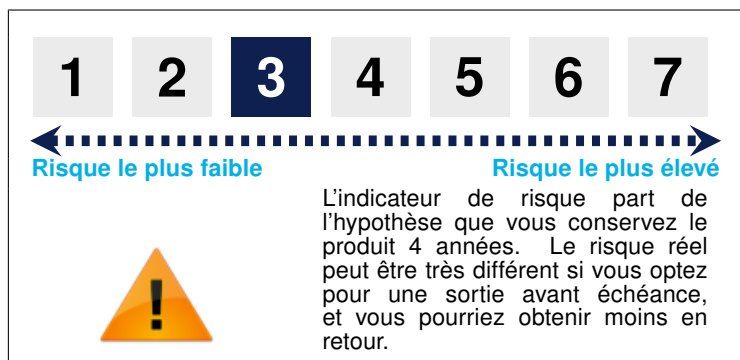 1 2 3 4 5 6 7
Risque le plus faible Risque le plus élevé
L'indicateur de risque part de
l'hypothèse que vous conservez le
produit 4 années. Le risque réel
peut être très différent si vous optez
pour une sortie avant échéance,
et vous pourriez obtenir moins en
retour.
!